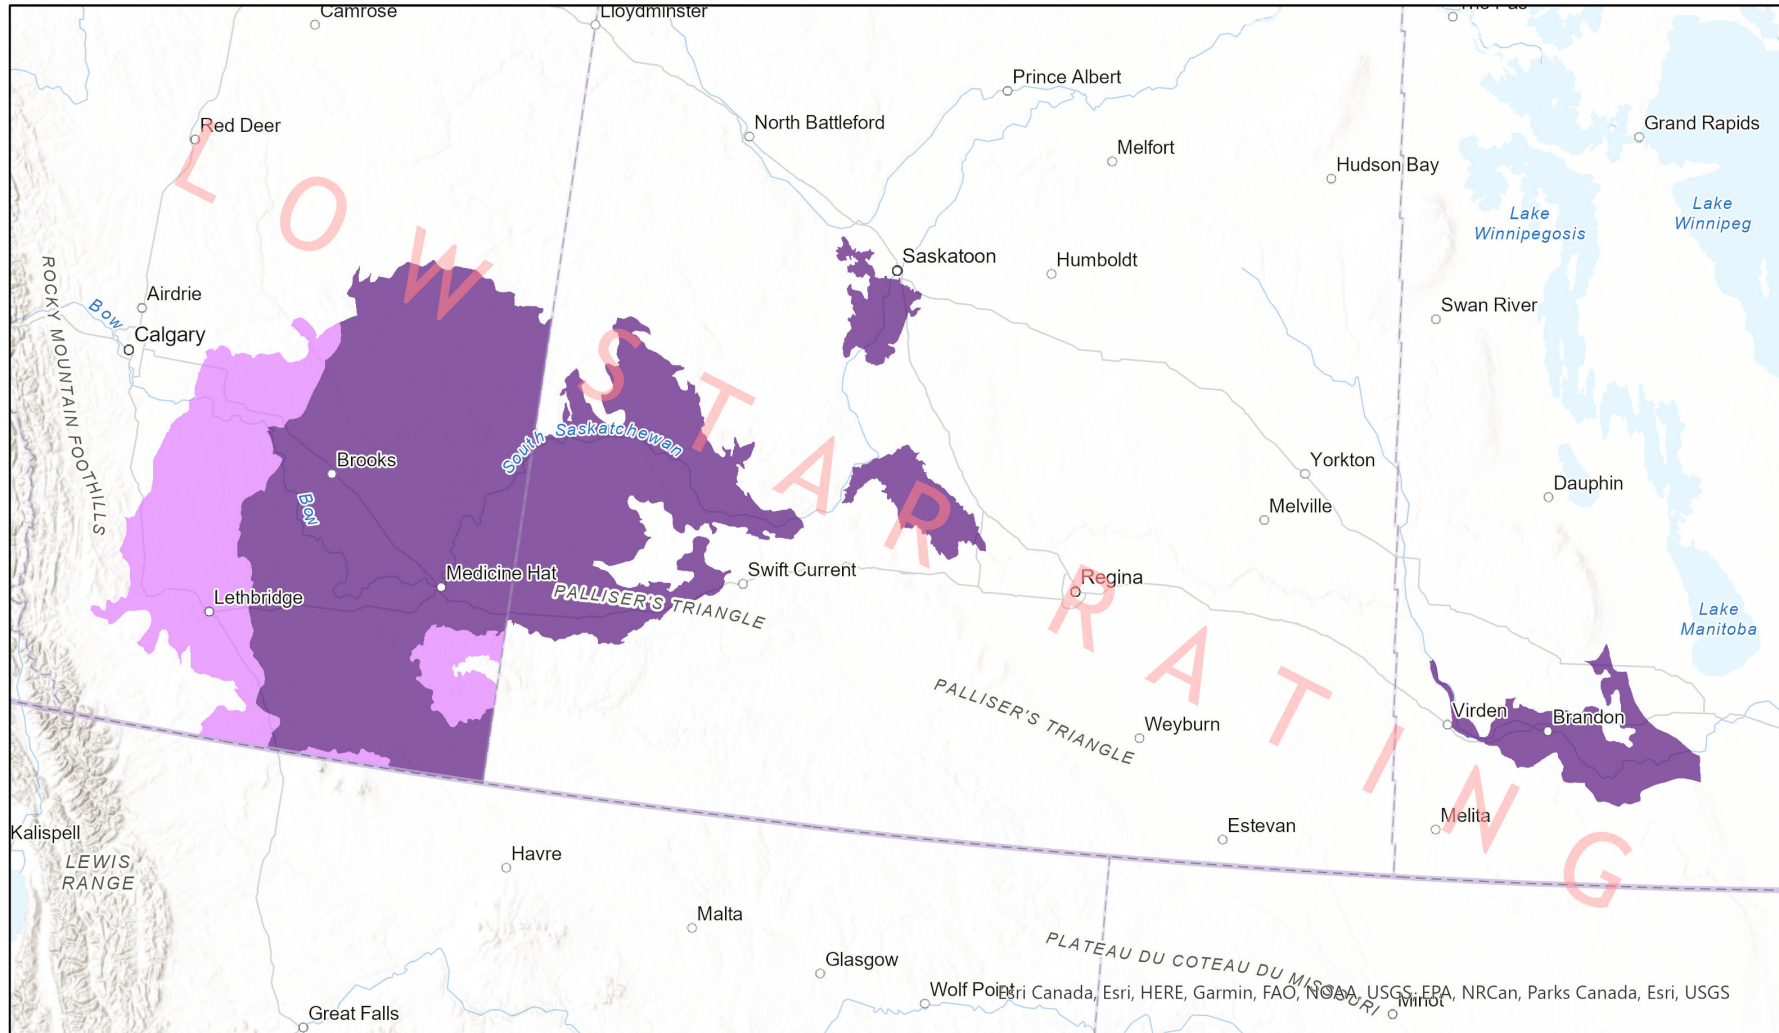 Camrose
Lloydminster
The Pas
Prince Albert
Red Deer
North Battleford
Grand Rapids
Melfort
Hudson Bay
Lake
Winnipegosis
Lake
Winnipeg
Saskatoon
Humboldt
ROCKY MOUNTAIN FOOTHILLS
Airdrie
Bow
Calgary
Swan River
South Saskatchewan
Brooks
Bow
Yorkton
Dauphin
Melville
Medicine Hat
Swift Current
Lethbridge
PALLISER'S TRIANGLE
Regina
Lake
Manitoba
PALLISER'S TRIANGLE
Weyburn
Virden
Brandon
Kalispell
LEWIS
RANGE
Havre
Estevan
Melita
Malta
Glasgow
PLATEAU DU COTEAU DU MISSOURI
Wolf Point
Minot
Great Falls
LOW STAR RATING
Esri Canada, Esri, HERE, Garmin, FAO, NOAA, USGS, EPA, NRCan, Parks Canada, Esri, USGS